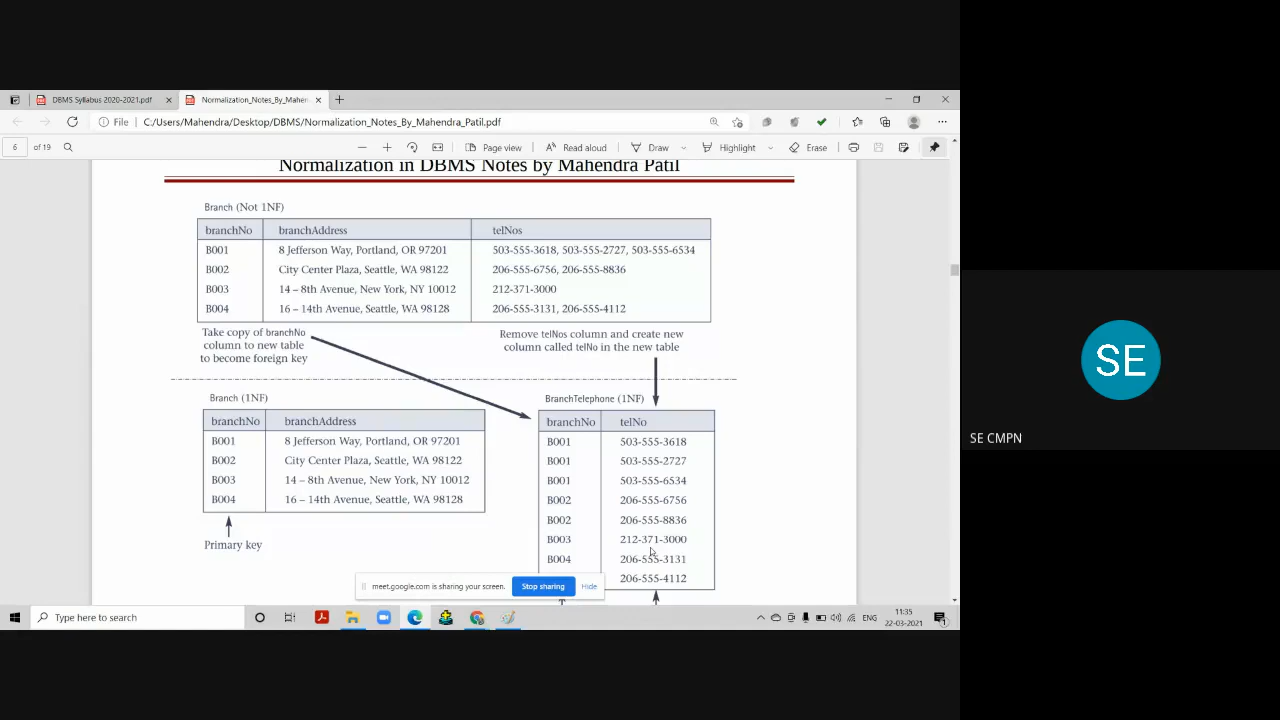 DBMS Syllabus 2020-2021.pdf
Normalization_Notes_By_Mahen
File C:/Users/Mahendra/Desktop/DBMS/Normalization_Notes_By_Mahendra_Patil.pdf
6 of 19 Page view Read aloud Draw Highlight Erase
Normalization in DBMS Notes by Mahendra Patil
Branch (Not 1NF)
branchNo branchAddress telNos
B001 8 Jefferson Way, Portland, OR 97201 503-555-3618, 503-555-2727, 503-555-6534
B002 City Center Plaza, Seattle, WA 98122 206-555-6756, 206-555-8836
B003 14 – 8th Avenue, New York, NY 10012 212-371-3000
B004 16 – 14th Avenue, Seattle, WA 98128 206-555-3131, 206-555-4112
Take copy of branchNo
column to new table
to become foreign key
Remove telNos column and create new
column called telNo in the new table
Branch (1NF)
branchNo branchAddress
B001 8 Jefferson Way, Portland, OR 97201
B002 City Center Plaza, Seattle, WA 98122
B003 14 – 8th Avenue, New York, NY 10012
B004 16 – 14th Avenue, Seattle, WA 98128
Primary key
BranchTelephone (1NF)
branchNo telNo
B001 503-555-3618
B001 503-555-2727
B001 503-555-6534
B002 206-555-6756
B002 206-555-8836
B003 212-371-3000
B004 206-555-3131
206-555-4112
meet.google.com is sharing your screen. Stop sharing Hide
Type here to search
ENG
11:35
22-03-2021
SE
SE CMPN